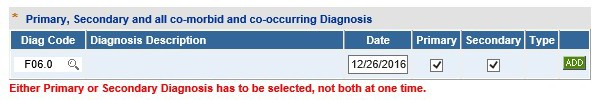 * Primary, Secondary and all co-morbid and co-occurring Diagnosis
Diag Code Diagnosis Description Date Primary Secondary Type
F06.0 12/26/2016 ADD
Either Primary or Secondary Diagnosis has to be selected, not both at one time.